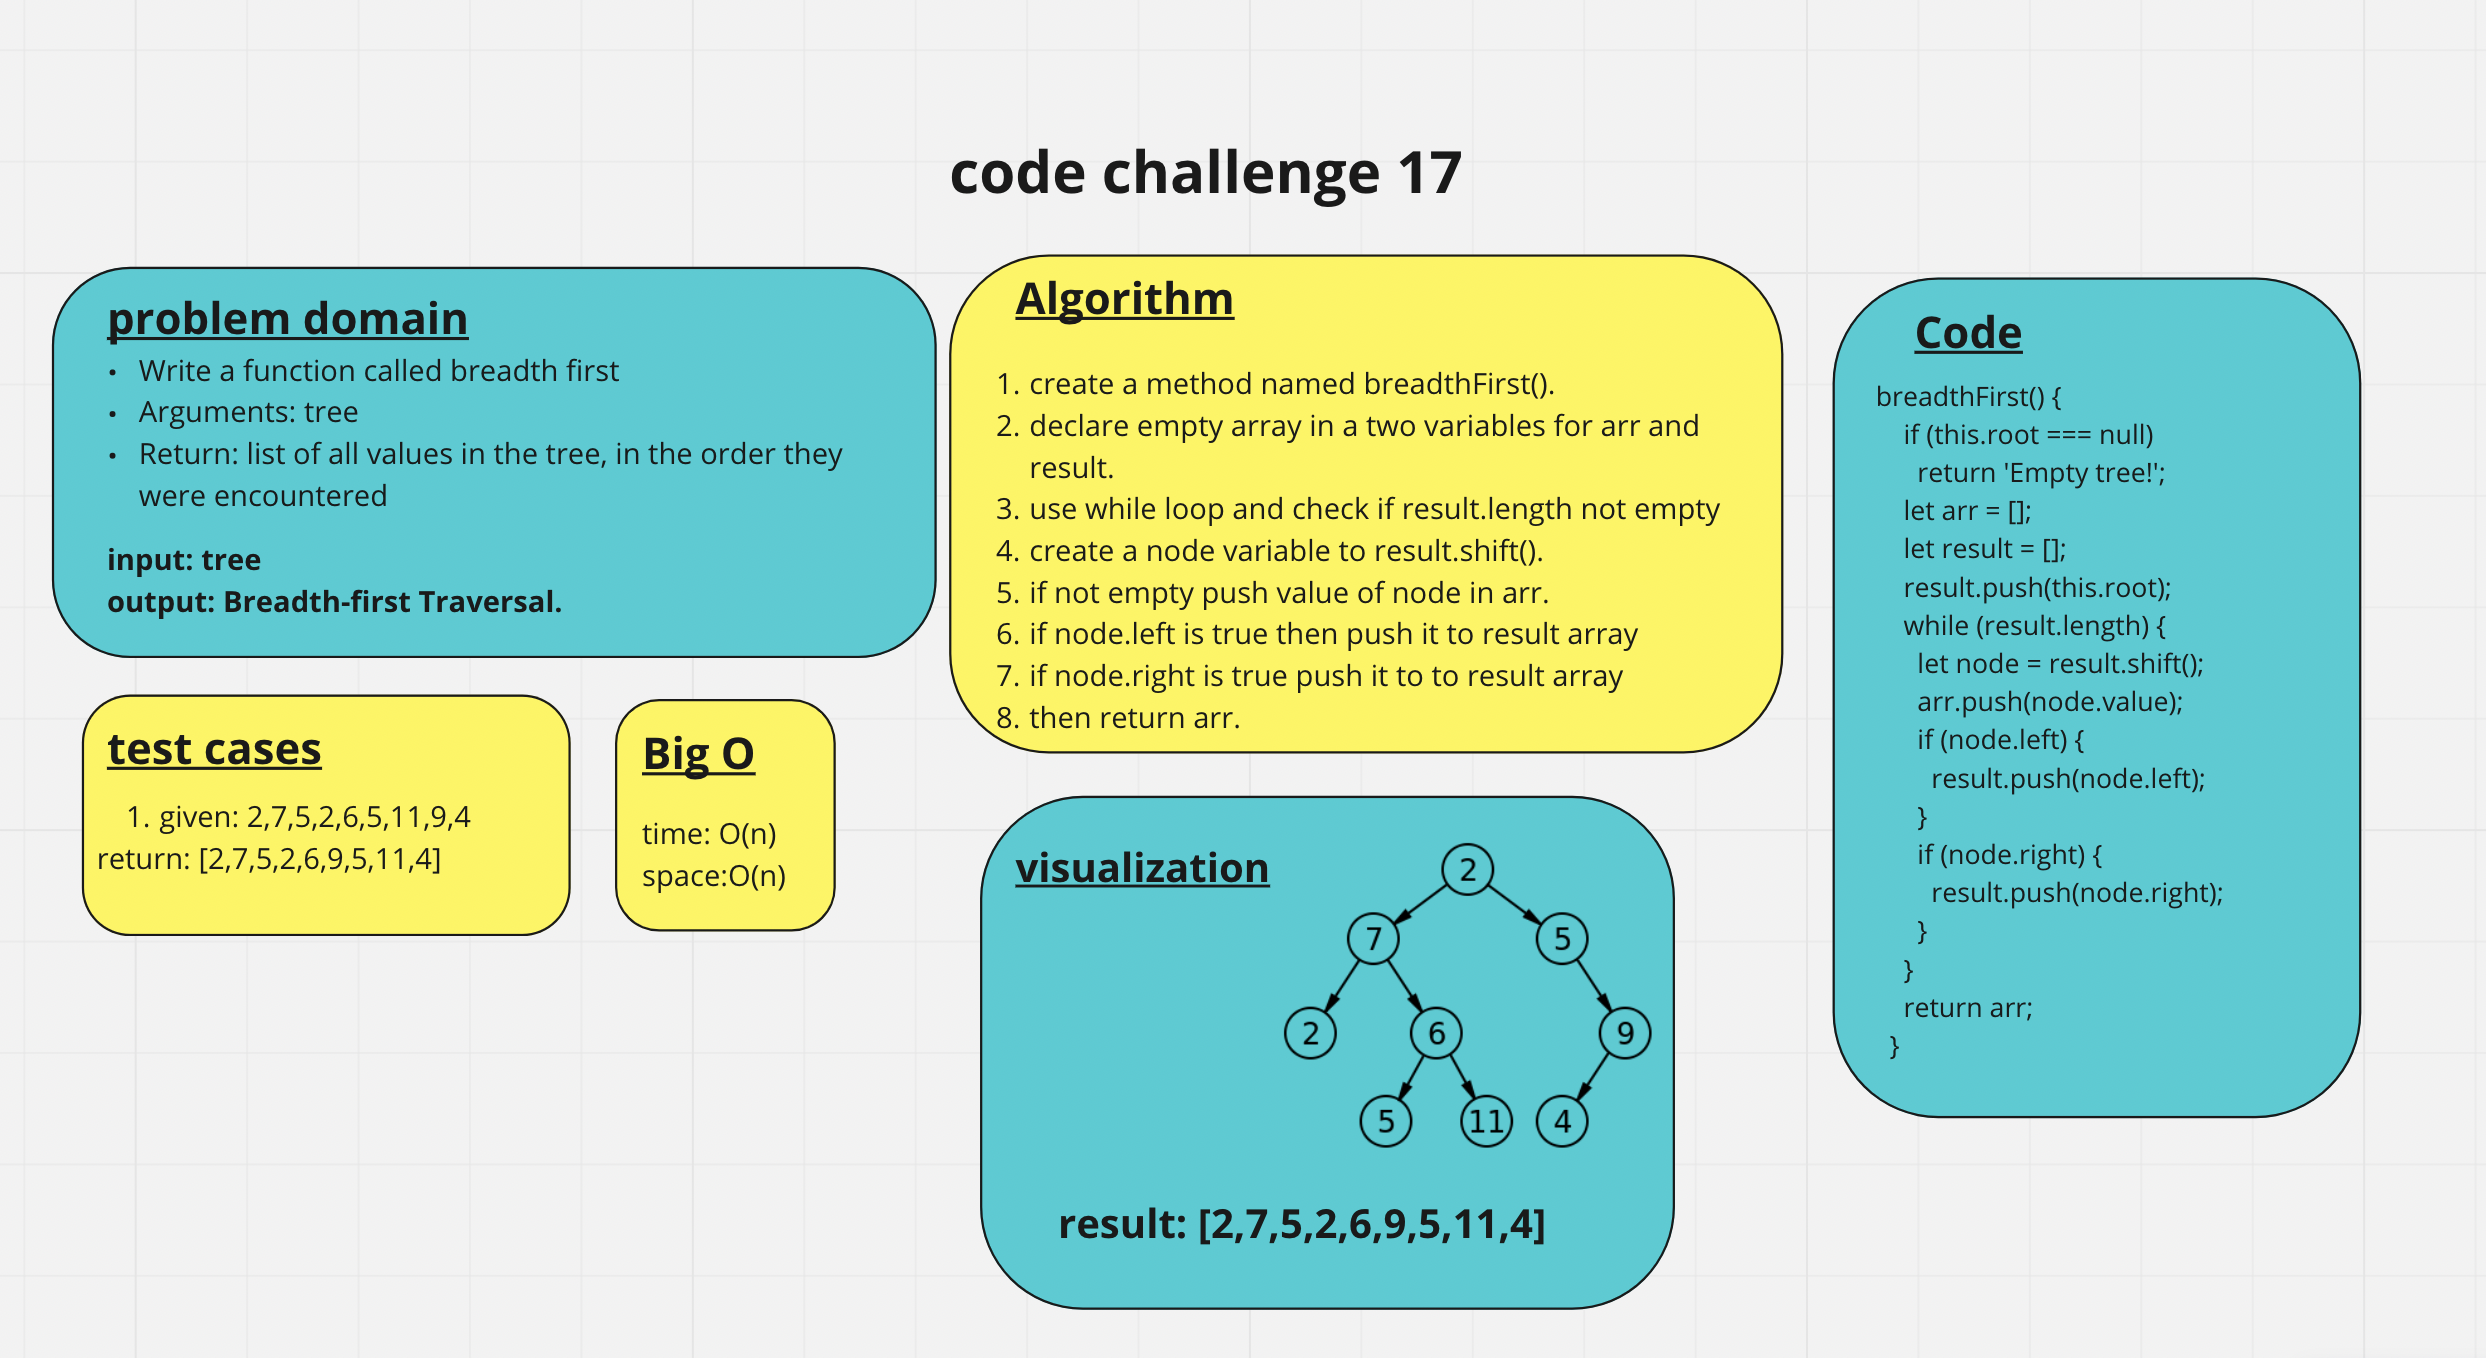 code challenge 17
problem domain
• Write a function called breadth first
• Arguments: tree
• Return: list of all values in the tree, in the order they
were encountered
input: tree
output: Breadth-first Traversal.
test cases
1. given: 2,7,5,2,6,5,11,9,4
return: [2,7,5,2,6,9,5,11,4]
Big O
time: O(n)
space:O(n)
Algorithm
1. create a method named breadthFirst().
2. declare empty array in a two variables for arr and
result.
3. use while loop and check if result.length not empty
4. create a node variable to result.shift().
5. if not empty push value of node in arr.
6. if node.left is true then push it to result array
7. if node.right is true push it to to result array
8. then return arr.
visualization
2
7 5
2 6 9
5 11 4
result: [2,7,5,2,6,9,5,11,4]
Code
breadthFirst() {
if (this.root === null)
return 'Empty tree!';
let arr = [];
let result = [];
result.push(this.root);
while (result.length) {
let node = result.shift();
arr.push(node.value);
if (node.left) {
result.push(node.left);
}
if (node.right) {
result.push(node.right);
}
}
return arr;
}